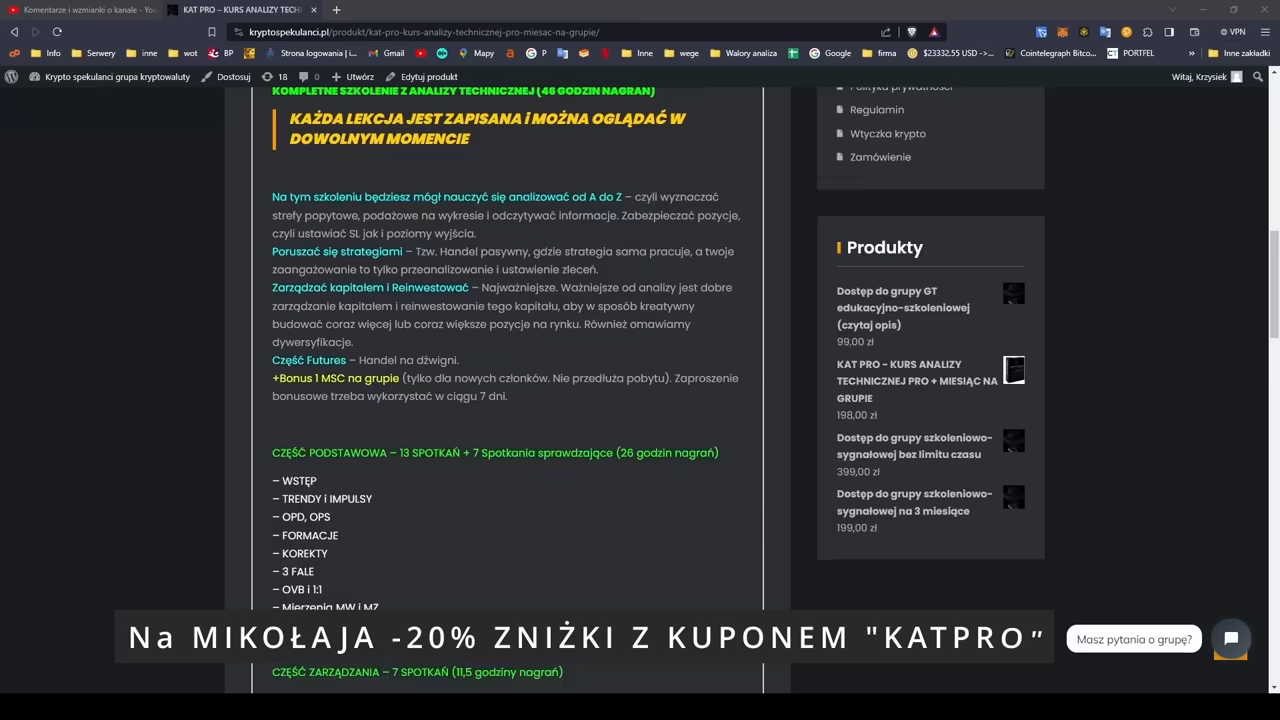 Komentarze i wzmianki o kanale - You
KAT PRO – KURS ANALIZY TECHNI
kryptospekulanci.pl/produkt/kat-pro-kurs-analizy-technicznej-pro-miesac-na-grupie/
VPN
Info
Serwery
inne
wot
BP
Strona logowania | i...
Gmail
Mapy
G P
Inne
wege
Walory analiza
Google
firma
$23332.55 USD ->...
Cointelegraph Bitco...
PORTFEL
Inne zakładki
Krypto spekulanci grupa kryptowaluty
Dostosuj
18
0
Utwórz
Edytuj produkt
Witaj, Krzysiek
KOMPLETNE SZKOLENIE Z ANALIZY TECHNICZNEJ (46 GODZIN NAGRAŃ)
KAŻDA LEKCJA JEST ZAPISANA i MOŻNA OGLĄDAĆ W
DOWOLNYM MOMENCIE
Na tym szkoleniu będziesz mógł nauczyć się analizować od A do Z – czyli wyznaczać
strefy popytowe, podażowe na wykresie i odczytywać informacje. Zabezpieczać pozycje,
czyli ustawiać SL jak i poziomy wyjścia.
Poruszać się strategiami – Tzw. Handel pasywny, gdzie strategia sama pracuje, a twoje
zaangażowanie to tylko przeanalizowanie i ustawienie zleceń.
Zarządzać kapitałem i Reinwestować – Najważniejsze. Ważniejsze od analizy jest dobre
zarządzanie kapitałem i reinwestowanie tego kapitału, aby w sposób kreatywny
budować coraz więcej lub coraz większe pozycje na rynku. Również omawiamy
dywersyfikacje.
Część Futures – Handel na dźwigni.
+Bonus 1 MSC na grupie (tylko dla nowych członków. Nie przedłuża pobytu). Zaproszenie
bonusowe trzeba wykorzystać w ciągu 7 dni.
CZĘŚĆ PODSTAWOWA – 13 SPOTKAŃ + 7 Spotkania sprawdzające (26 godzin nagrań)
– WSTĘP
– TRENDY i IMPULSY
– OPD, OPS
– FORMACJE
– KOREKTY
– 3 FALE
– OVB i 1:1
– Mierzenia MW i MZ
CZĘŚĆ ZARZĄDZANIA – 7 SPOTKAŃ (11,5 godziny nagrań)
Polityka prywatności
Regulamin
Wtyczka krypto
Zamówienie
Produkty
Dostęp do grupy GT
edukacyjno-szkoleniowej
(czytaj opis)
99,00 zł
KAT PRO - KURS ANALIZY
TECHNICZNEJ PRO + MIESIĄC NA
GRUPIE
198,00 zł
Dostęp do grupy szkoleniowo-
sygnałowej bez limitu czasu
399,00 zł
Dostęp do grupy szkoleniowo-
sygnałowej na 3 miesiące
199,00 zł
Na MIKOŁAJA -20% ZNIŻKI Z KUPONEM "KATPRO"
Masz pytania o grupę?